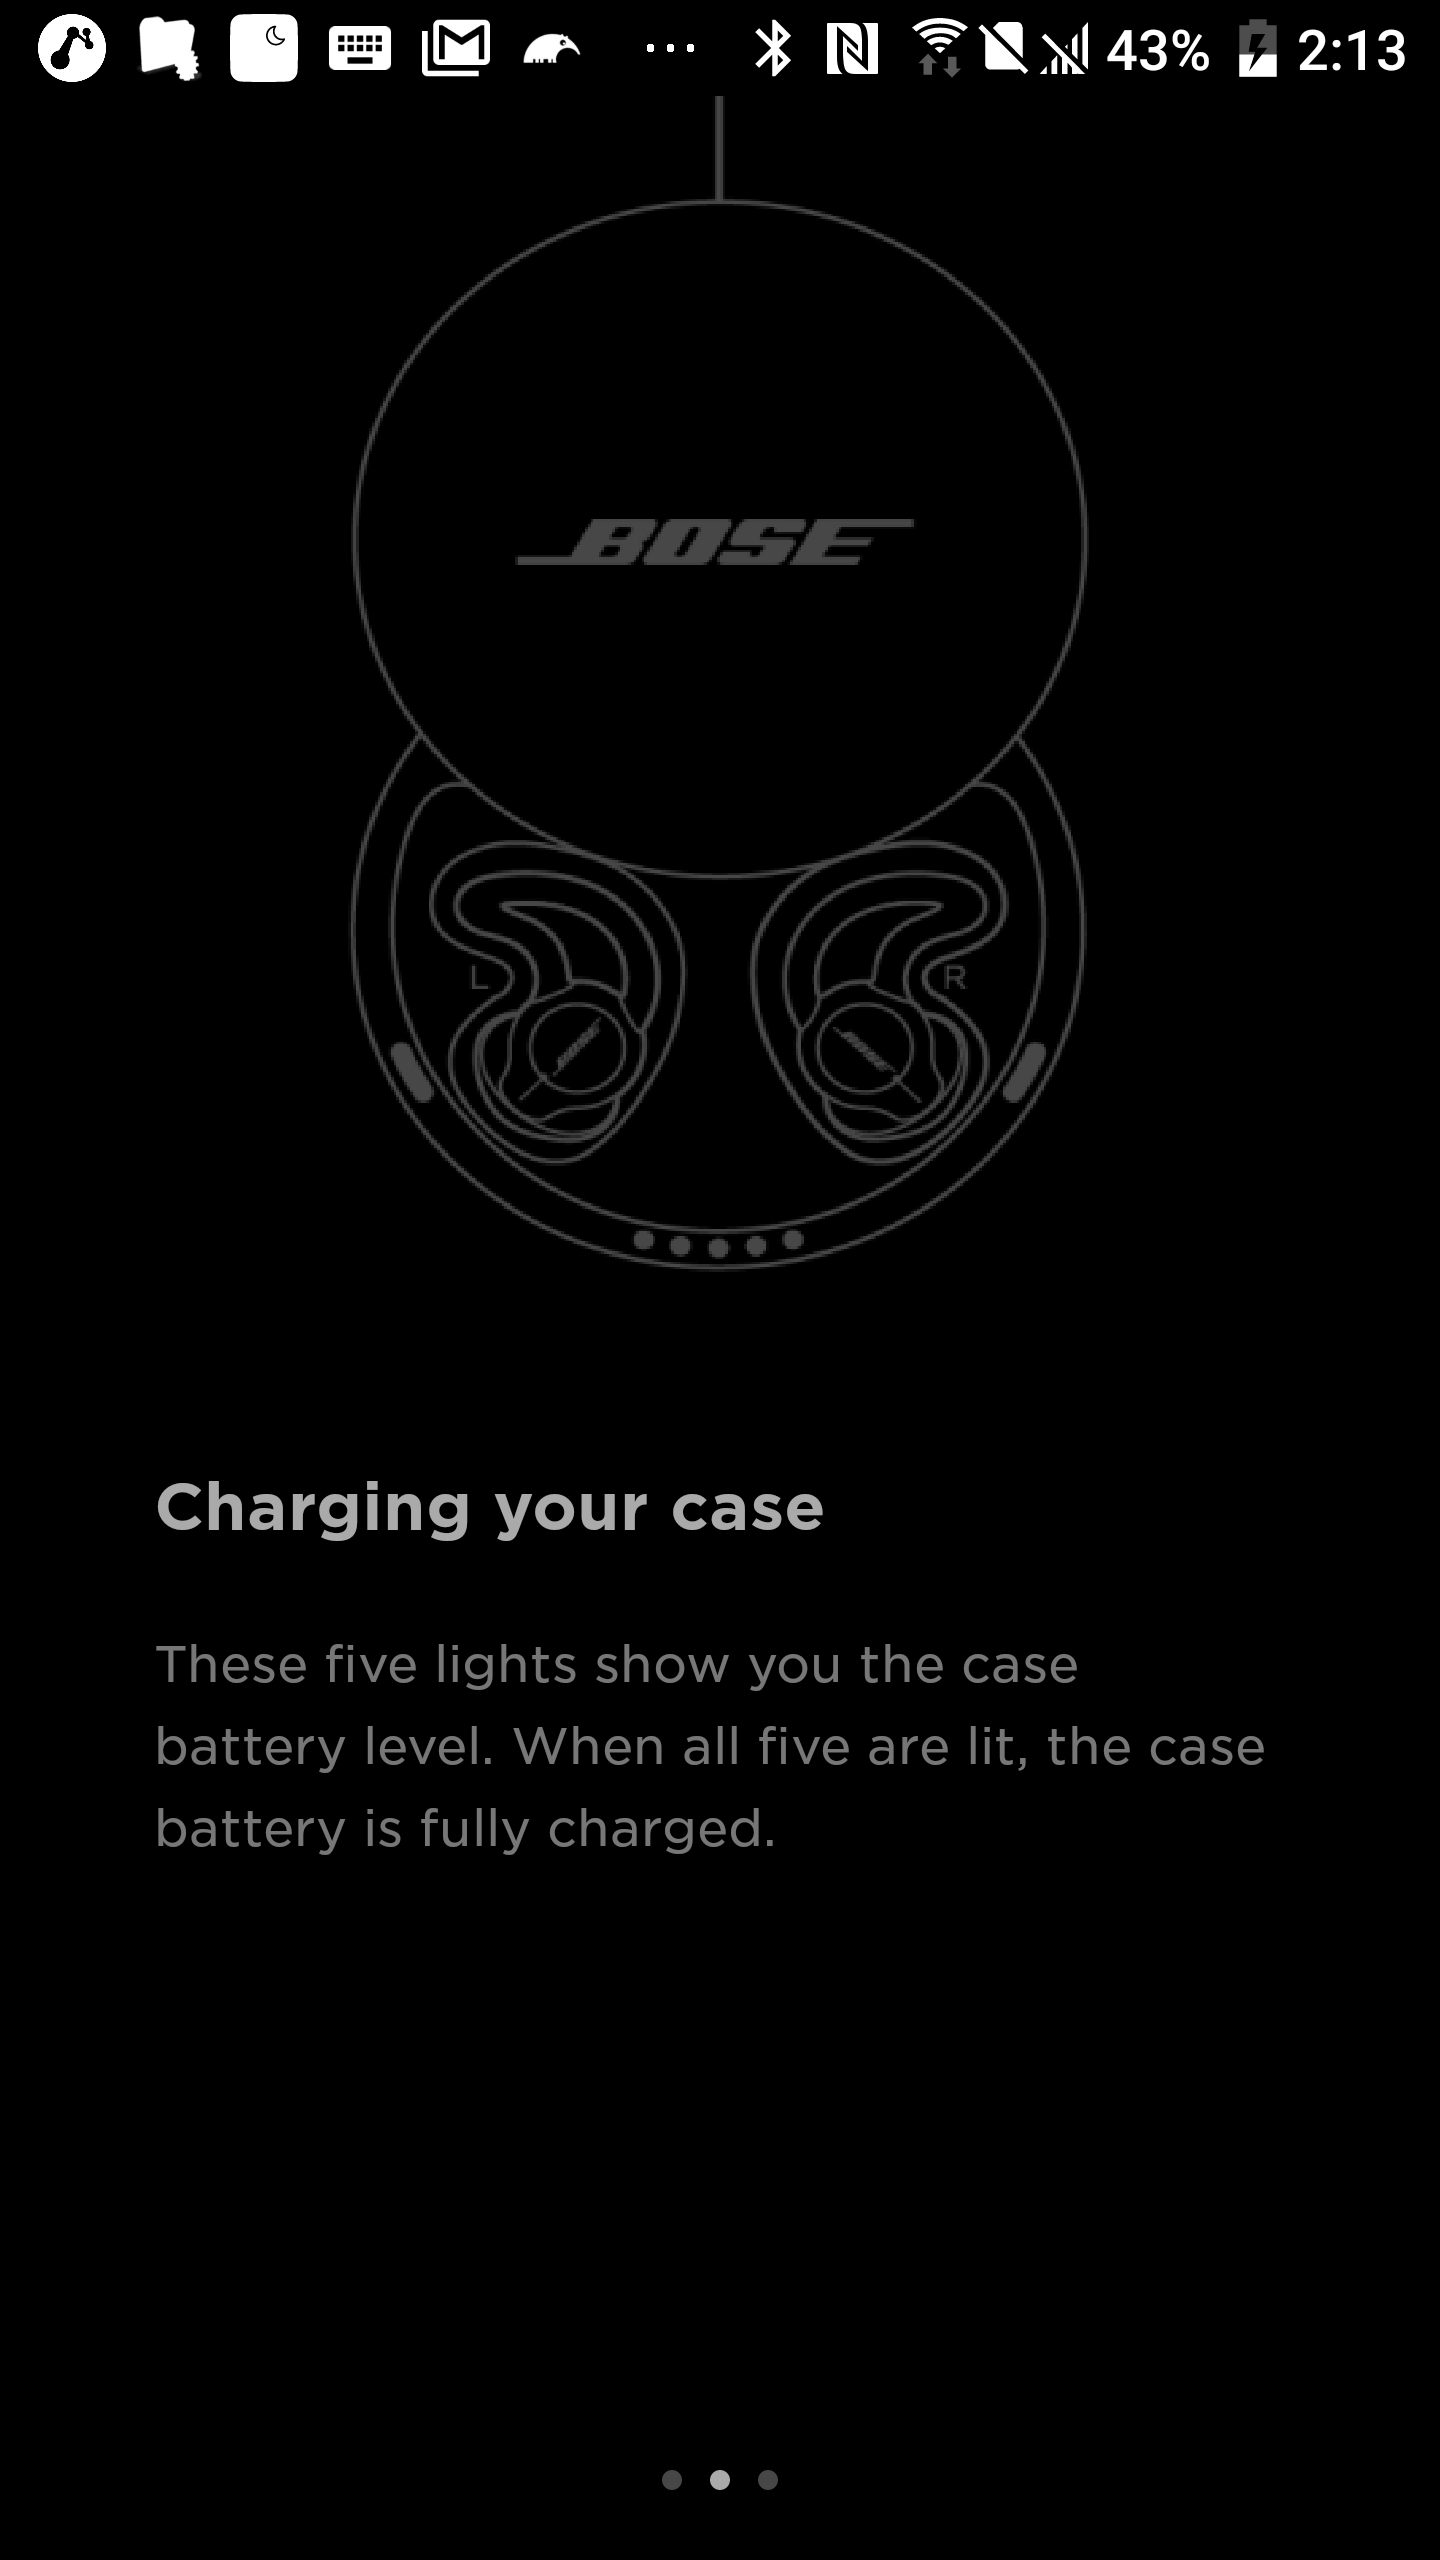 43% 2:13
BOSE
L R
Charging your case
These five lights show you the case
battery level. When all five are lit, the case
battery is fully charged.